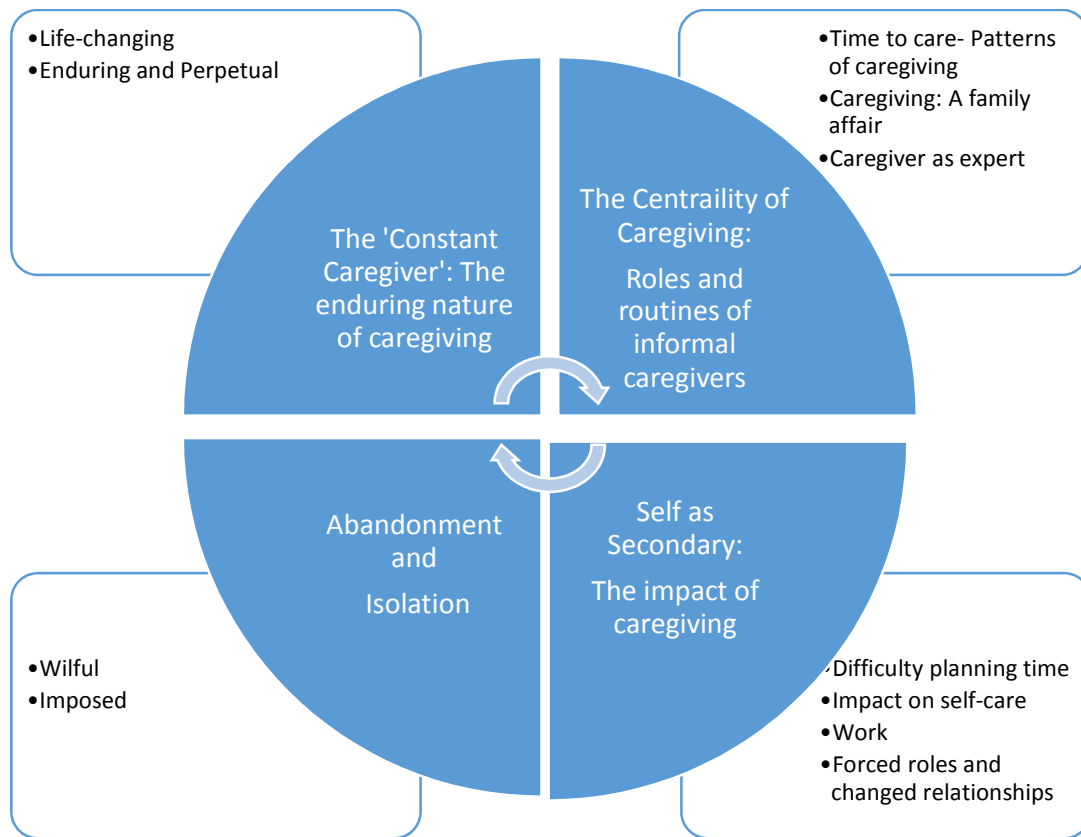 •Life-changing
•Enduring and Perpetual
•Time to care- Patterns
of caregiving
•Caregiving: A family
affair
•Caregiver as expert
The 'Constant
Caregiver': The
enduring nature
of caregiving
The Centraility of
Caregiving:
Roles and
routines of
informal
caregivers
Abandonment
and
Isolation
Self as
Secondary:
The impact of
caregiving
•Wilful
•Imposed
•Difficulty planning time
•Impact on self-care
•Work
•Forced roles and
changed relationships